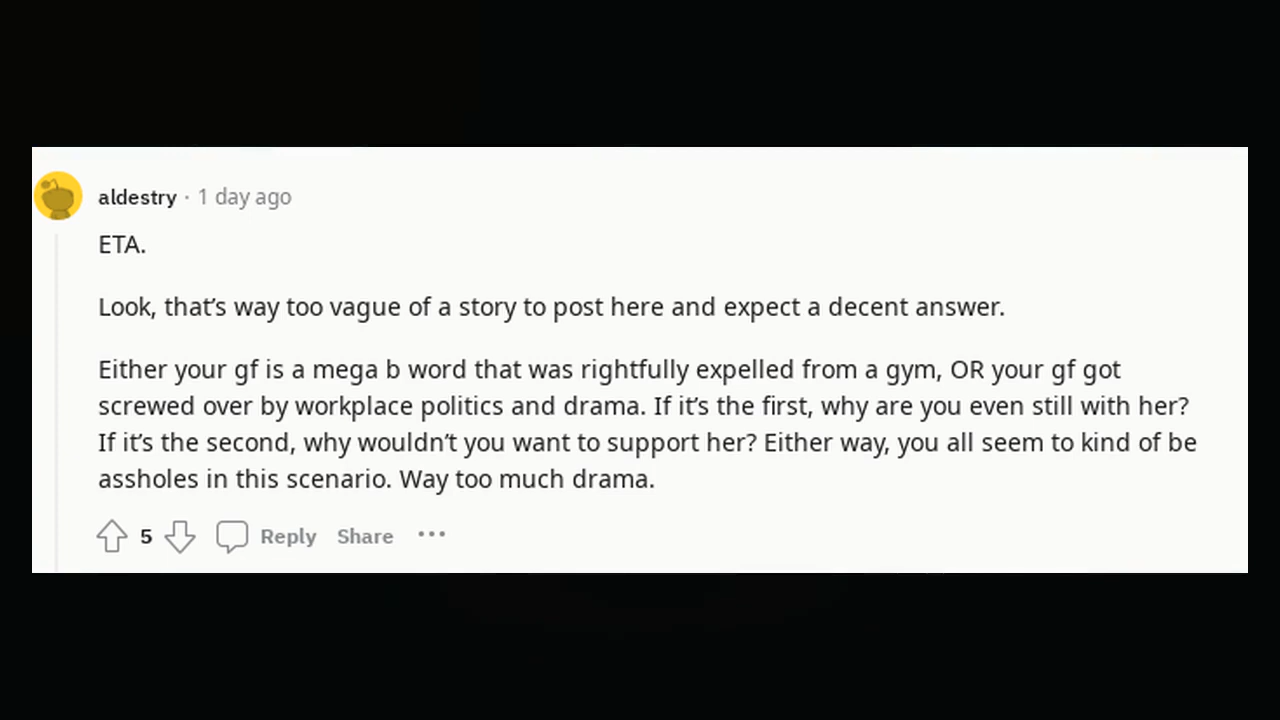 aldestry · 1 day ago
ETA.
Look, that’s way too vague of a story to post here and expect a decent answer.
Either your gf is a mega b word that was rightfully expelled from a gym, OR your gf got
screwed over by workplace politics and drama. If it’s the first, why are you even still with her?
If it’s the second, why wouldn’t you want to support her? Either way, you all seem to kind of be
assholes in this scenario. Way too much drama.
5 Reply Share ···